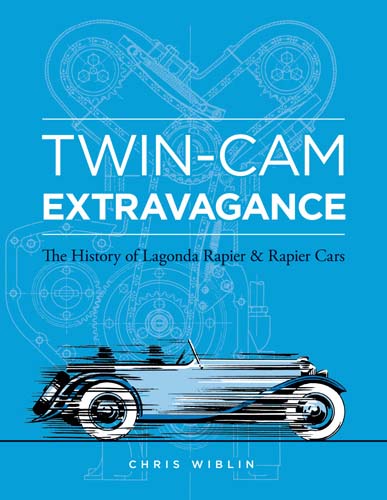 TWIN-CAM
EXTRAVAGANCE
The History of Lagonda Rapier & Rapier Cars
CHRIS WIBLIN